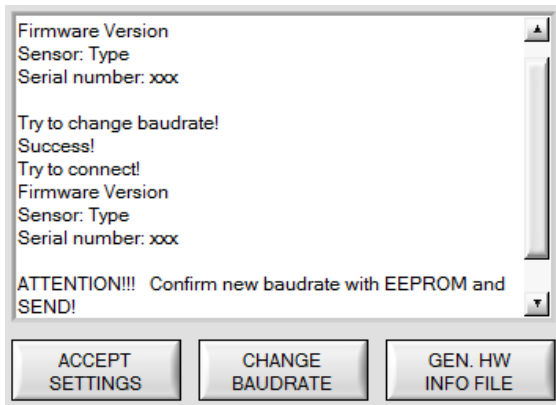 Firmware Version
Sensor: Type
Serial number: xxx
Try to change baudrate!
Success!
Try to connect!
Firmware Version
Sensor: Type
Serial number: xxx
ATTENTION!!!   Confirm new baudrate with EEPROM and
SEND!
ACCEPT SETTINGS
CHANGE BAUDRATE
GEN. HW INFO FILE